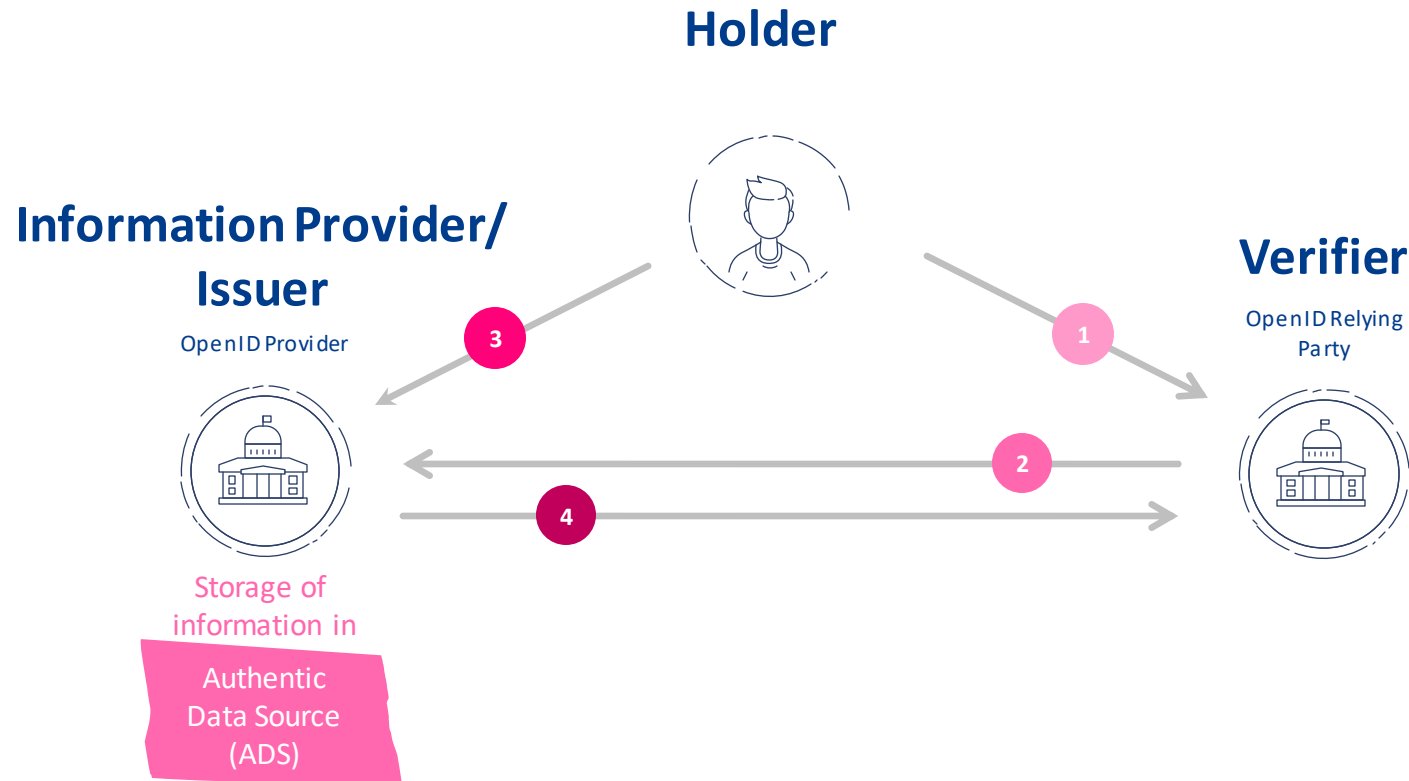 Holder
Information Provider/
Issuer
OpenID Provider
Verifier
OpenID Relying
Party
3
1
2
4
Storage of
information in
Authentic
Data Source
(ADS)